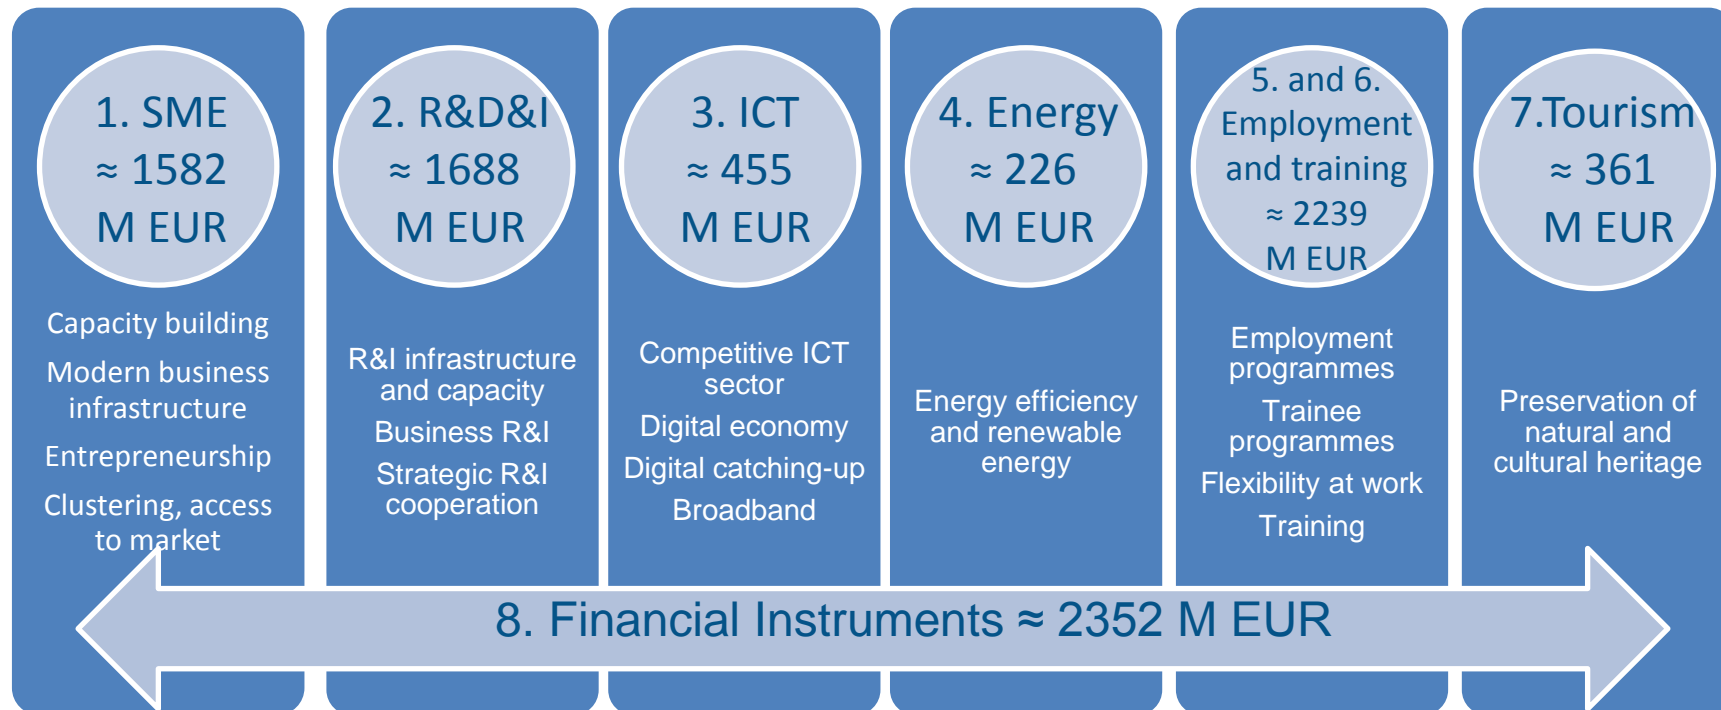 1. SME
≈ 1582
M EUR
Capacity building
Modern business
infrastructure
Entrepreneurship
Clustering, access
to market
2. R&D&I
≈ 1688
M EUR
R&I infrastructure
and capacity
Business R&I
Strategic R&I
cooperation
3. ICT
≈ 455
M EUR
Competitive ICT
sector
Digital economy
Digital catching-up
Broadband
4. Energy
≈ 226
M EUR
Energy efficiency
and renewable
energy
5. and 6.
Employment
and training
≈ 2239
M EUR
Employment
programmes
Trainee
programmes
Flexibility at work
Training
7.Tourism
≈ 361
M EUR
Preservation of
natural and
cultural heritage
8. Financial Instruments ≈ 2352 M EUR